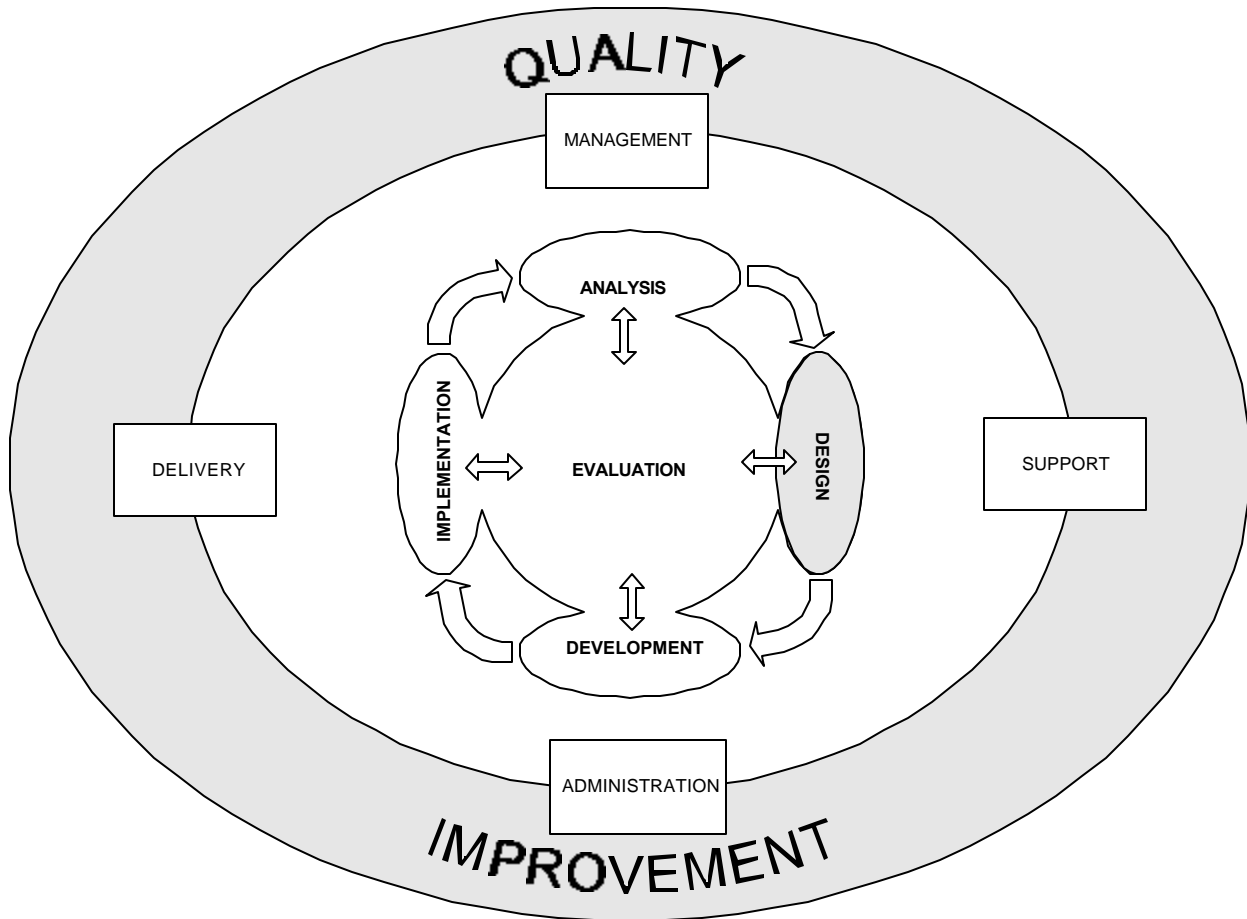 QUALITY
MANAGEMENT
ANALYSIS
IMPLEMENTATION
DESIGN
DELIVERY
EVALUATION
SUPPORT
DEVELOPMENT
ADMINISTRATION
IMPROVEMENT